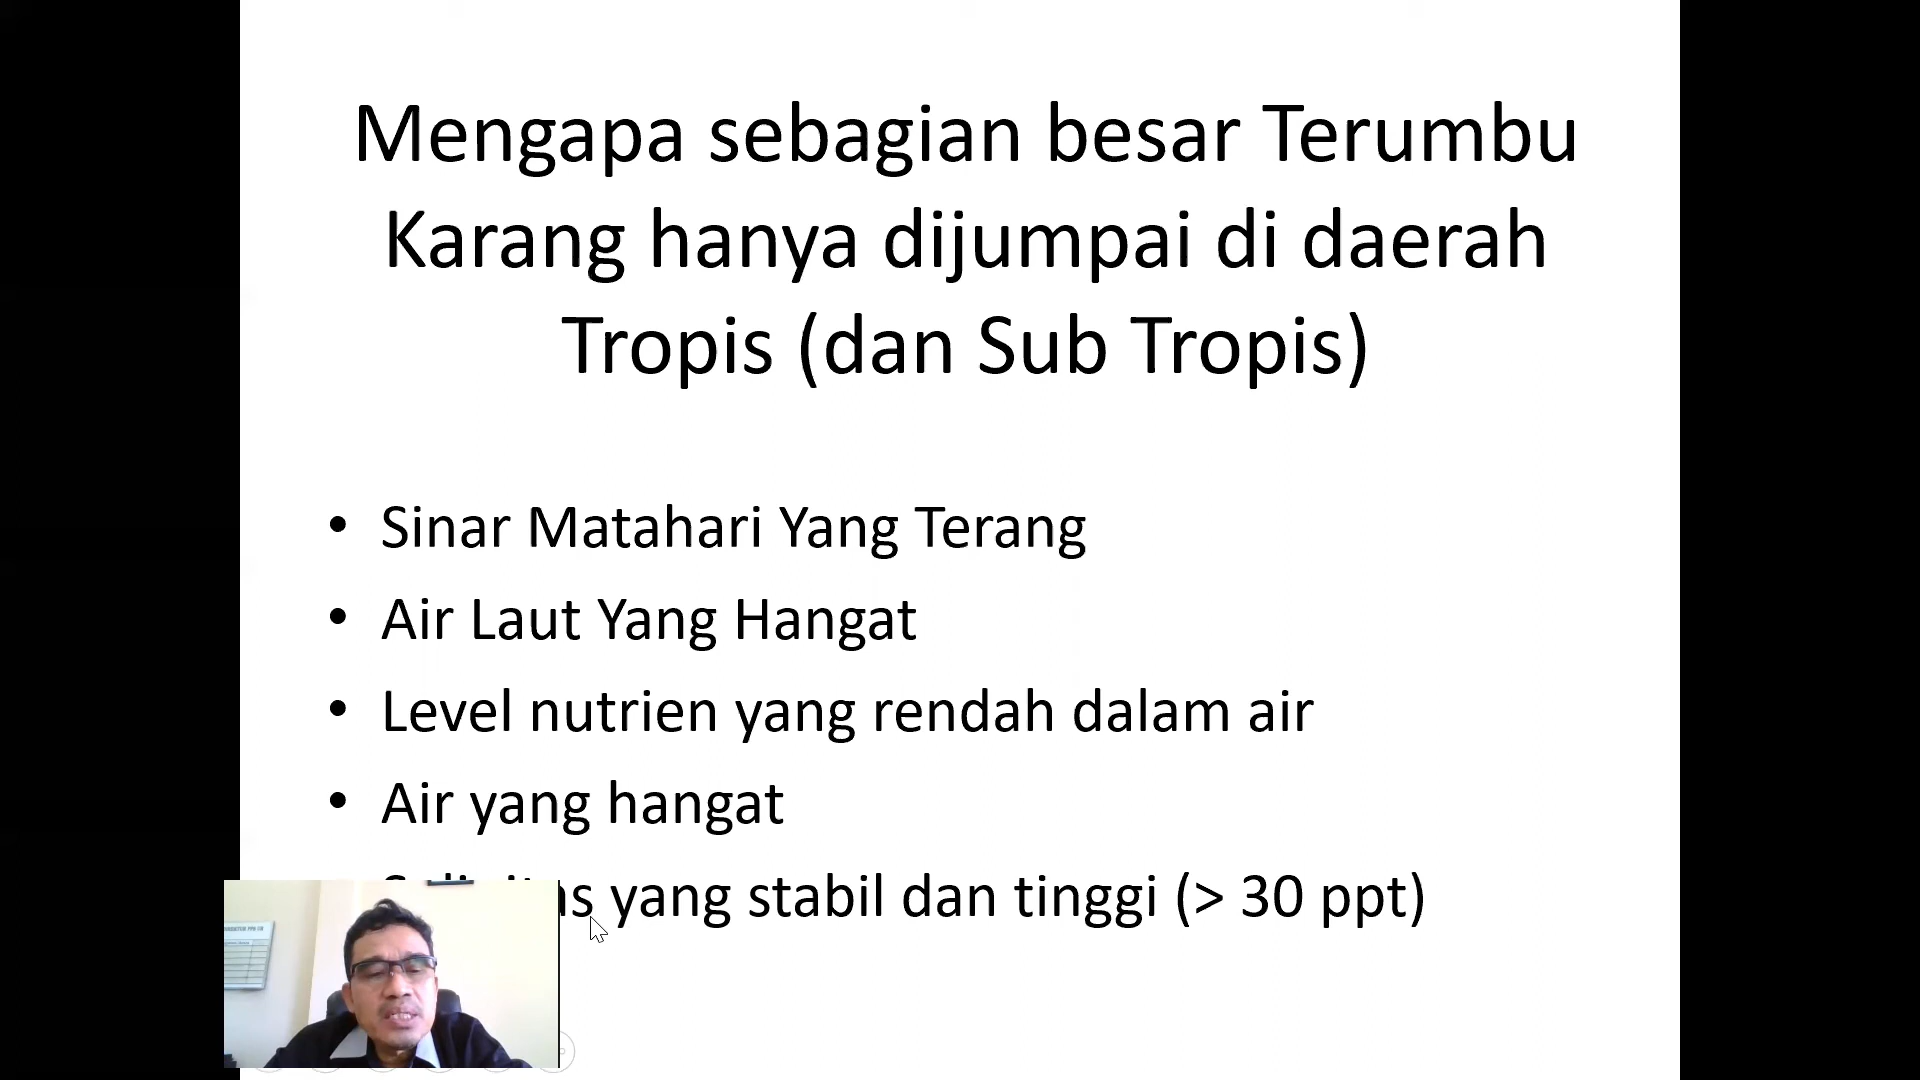 Mengapa sebagian besar Terumbu
Karang hanya dijumpai di daerah
Tropis (dan Sub Tropis)
• Sinar Matahari Yang Terang
• Air Laut Yang Hangat
• Level nutrien yang rendah dalam air
• Air yang hangat
yang stabil dan tinggi (> 30 ppt)